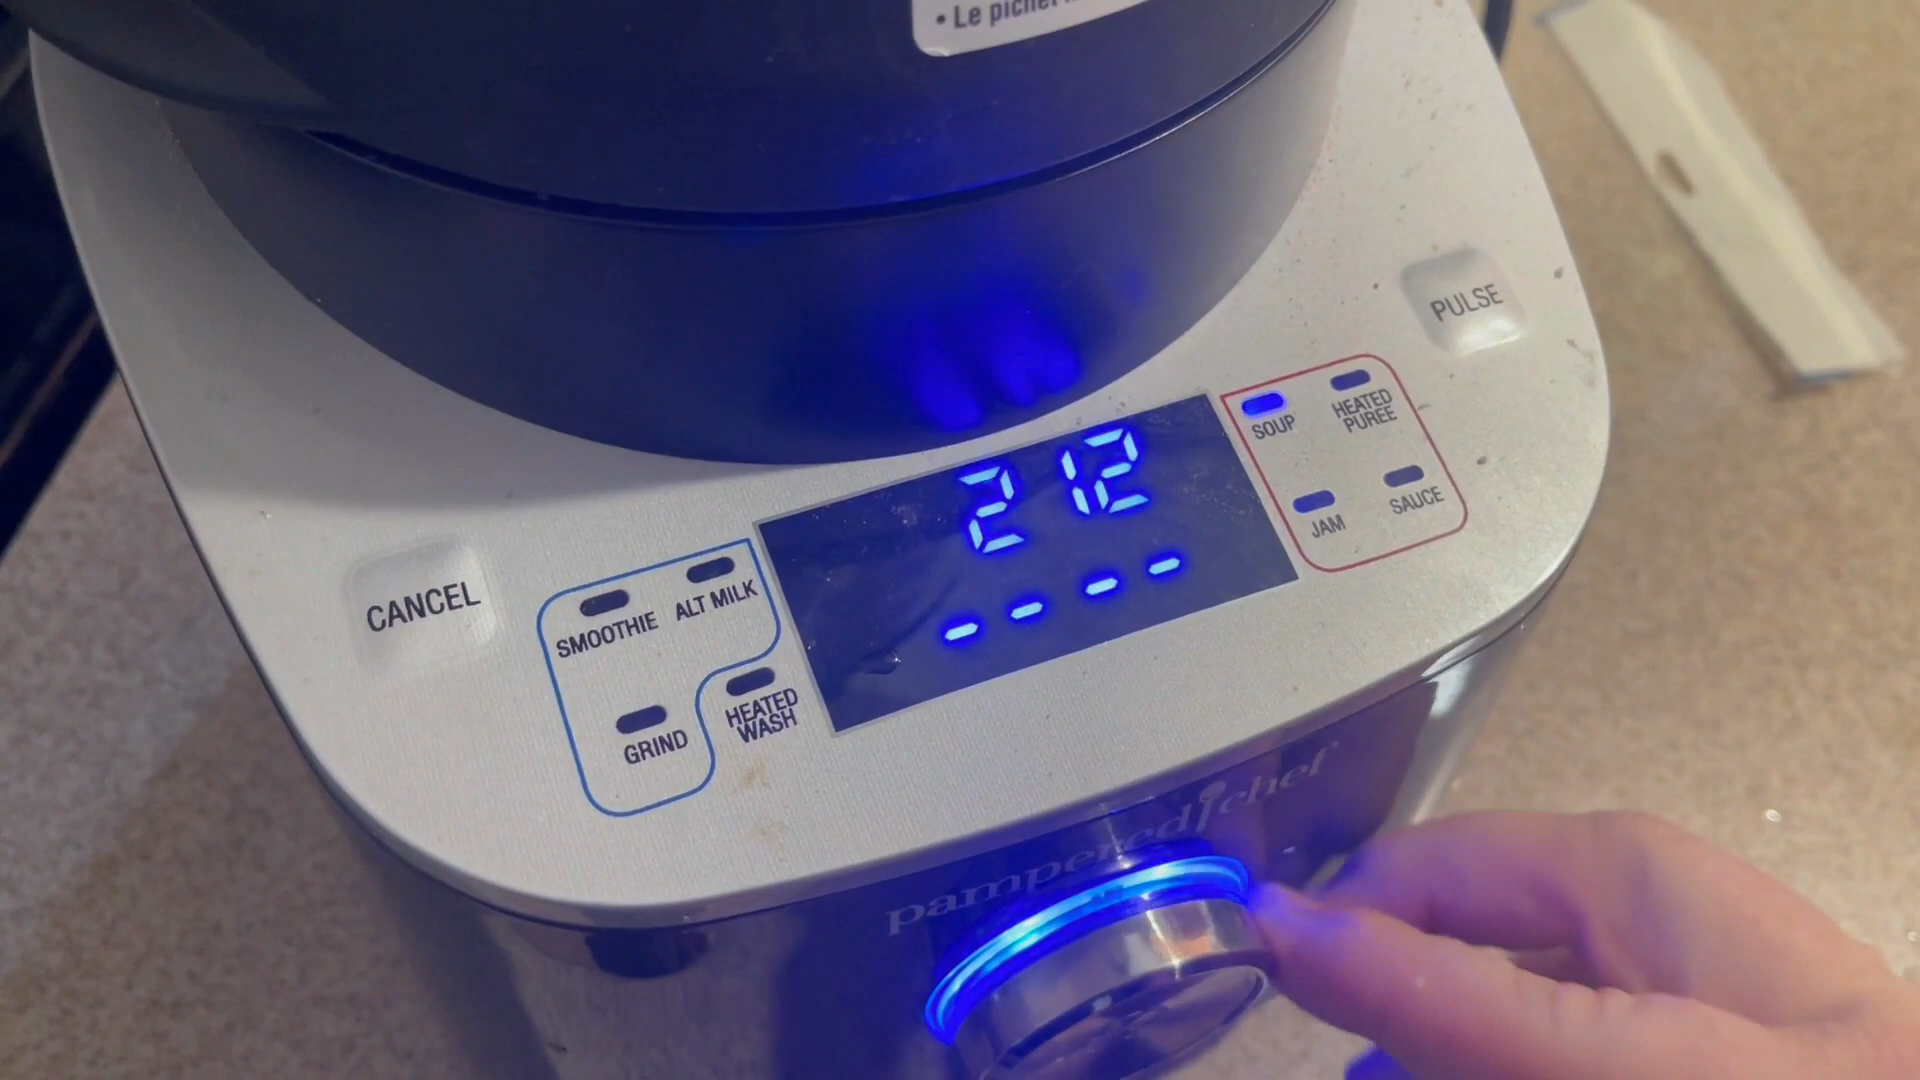 • Le pichet
PULSE
212
- - - -
SOUP
HEATED
PUREE
JAM
SAUCE
CANCEL
SMOOTHIE
ALT MILK
GRIND
HEATED
WASH
pampered chef